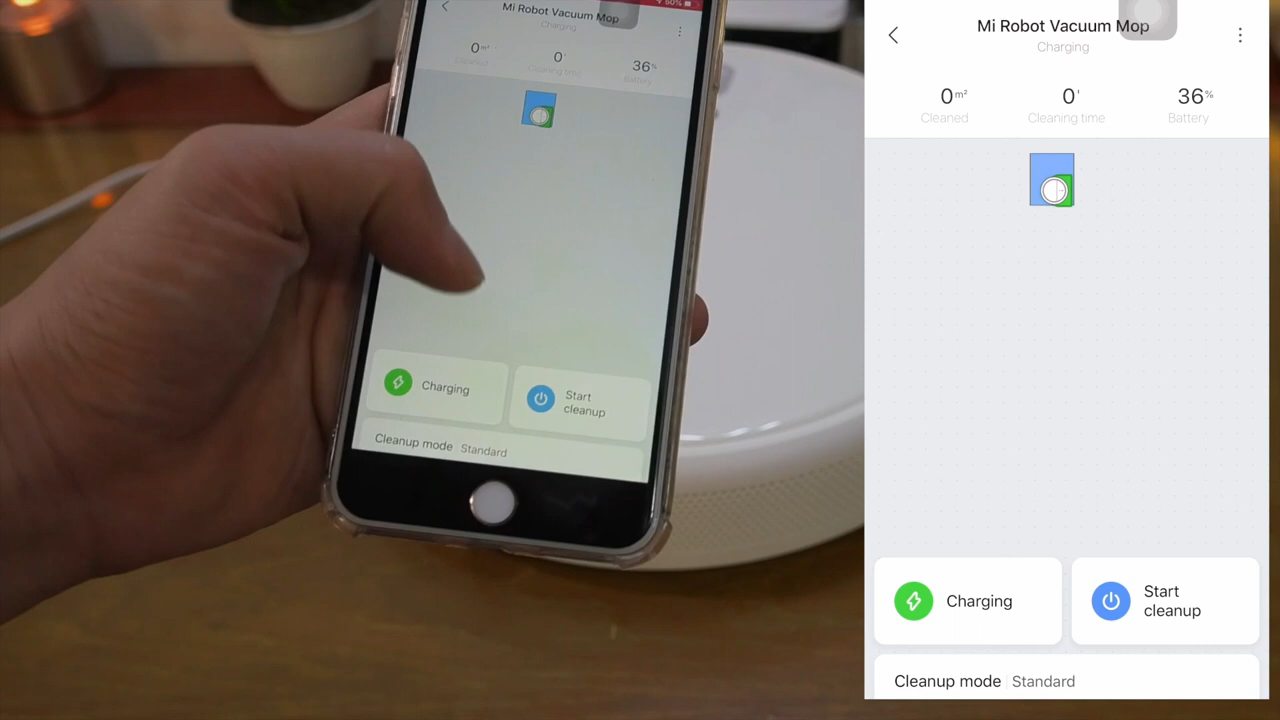 50%
Mi Robot Vacuum Mop
Charging
0 m² 0' 36%
Cleaned Cleaning time Battery
Charging
Start
cleanup
Cleanup mode Standard
Mi Robot Vacuum Mop
Charging
0 m² 0' 36%
Cleaned Cleaning time Battery
Charging
Start
cleanup
Cleanup mode Standard